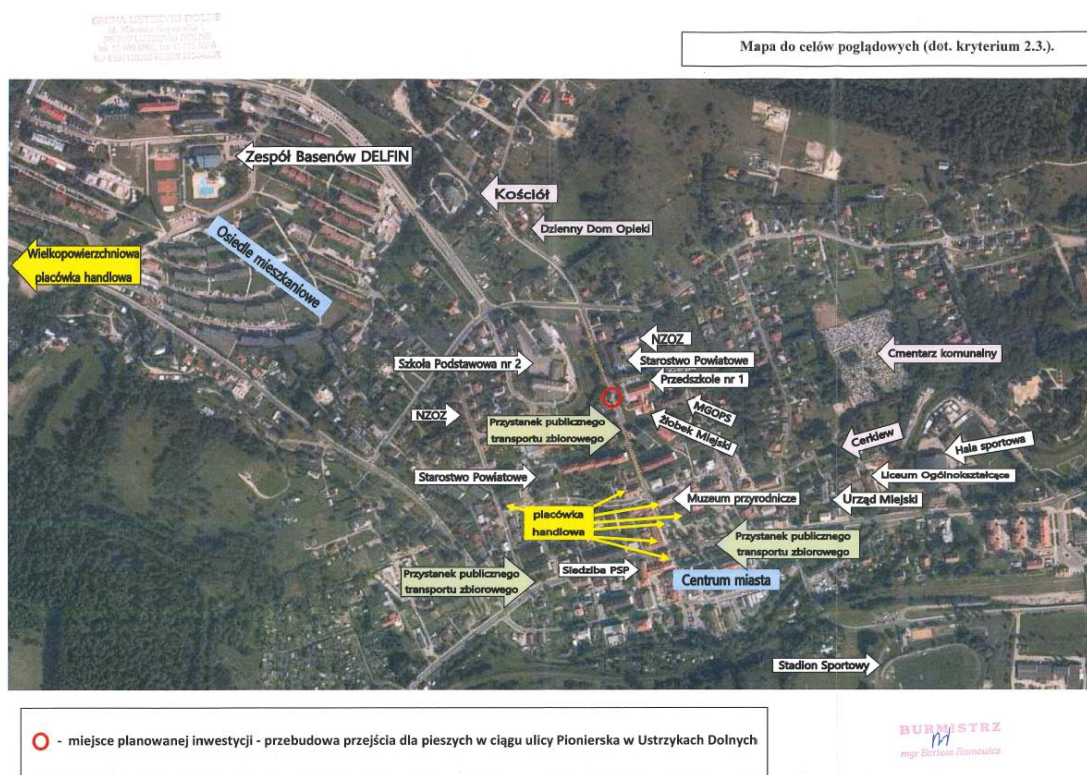 GMINA USTRZYKI DOLNE
Mapa do celów poglądowych (dot. kryterium 2.3.).
Zespół Basenów DELFIN
Kościół
Dzienny Dom Opieki
Wielkopowierzchniowa
placówka handlowa
Osiedle mieszkaniowe
NZOZ
Szkoła Podstawowa nr 2
Starostwo Powiatowe
Cmentarz komunalny
Przedszkole nr 1
MGOPS
NZOZ
Przystanek publicznego
transportu zbiorowego
Żłobek Miejski
Cerkiew
Hala sportowa
Starostwo Powiatowe
Liceum Ogólnokształcące
Muzeum przyrodnicze
Urząd Miejski
placówka
handlowa
Przystanek publicznego
transportu zbiorowego
Siedziba PSP
Przystanek publicznego
transportu zbiorowego
Centrum miasta
Stadion Sportowy
- miejsce planowanej inwestycji - przebudowa przejścia dla pieszych w ciągu ulicy Pionierska w Ustrzykach Dolnych
BURMISTRZ
mgr Bartosz Romowicz